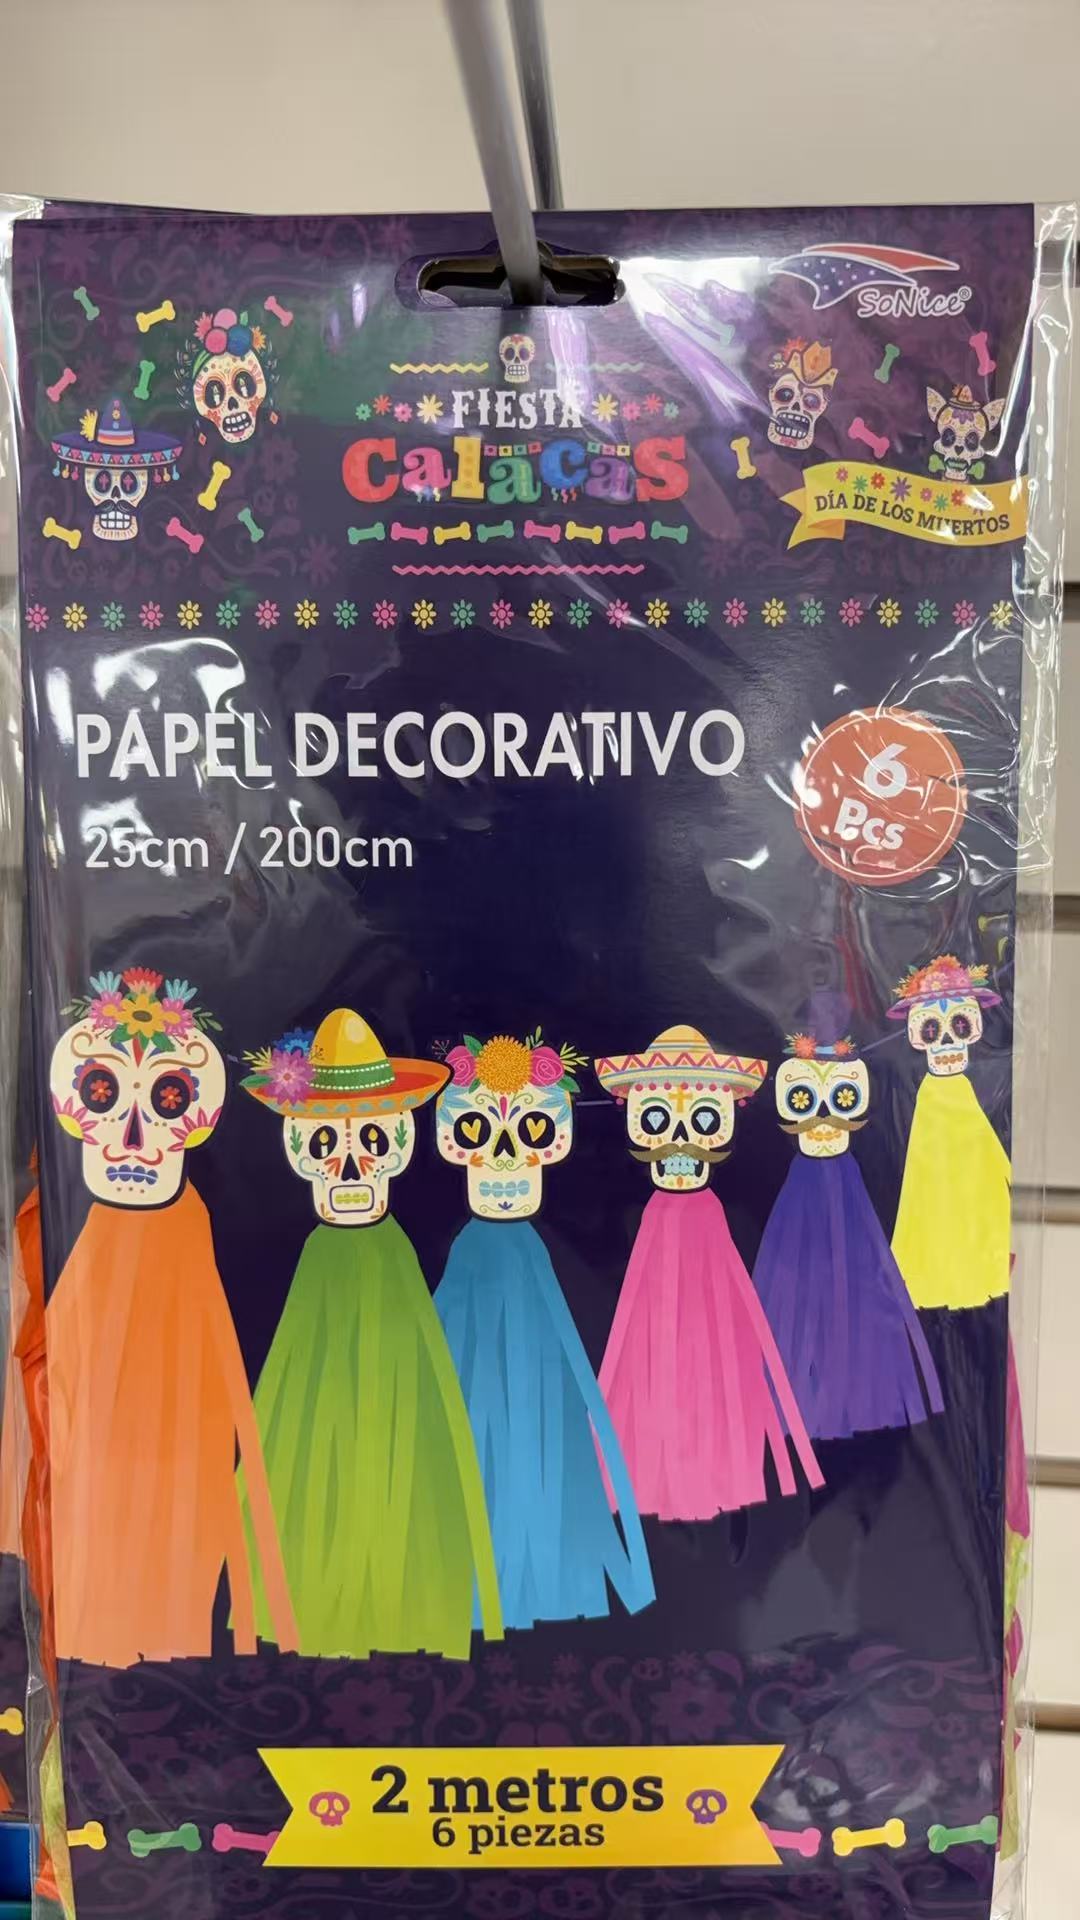 SoNice®
FIESTA
CalacaS
DÍA DE LOS MUERTOS
PAPEL DECORATIVO
25cm / 200cm
6
Pcs
2 metros
6 piezas